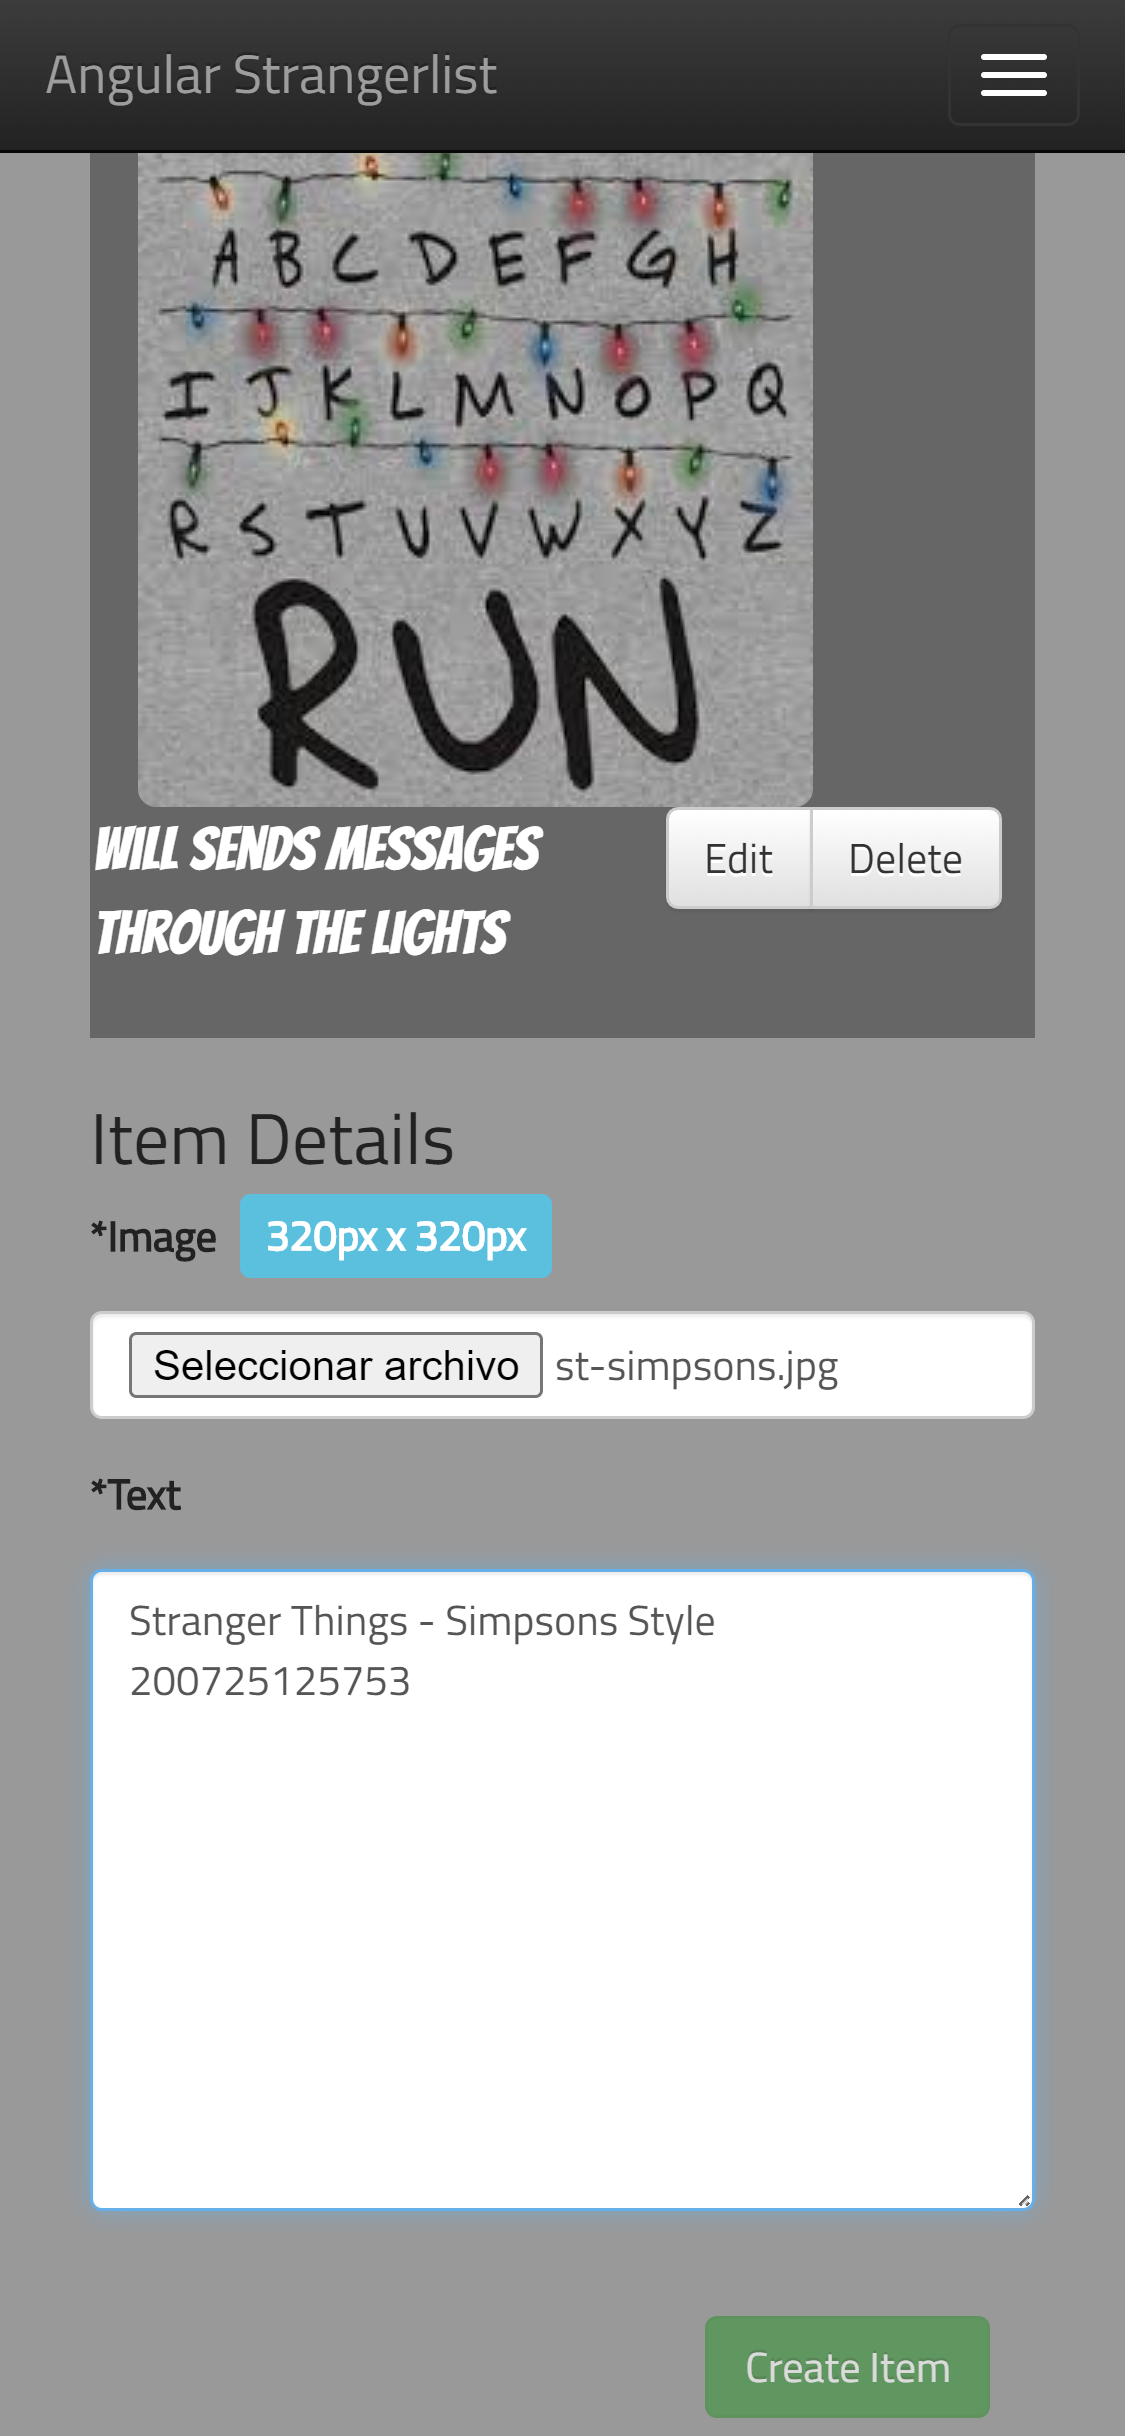 Angular Strangerlist
A B C D E F G H
I J K L M N O P Q
R S T U V W X Y Z
RUN
WILL SENDS MESSAGES
THROUGH THE LIGHTS
Edit Delete
Item Details
*Image 320px x 320px
Seleccionar archivo st-simpsons.jpg
*Text
Stranger Things - Simpsons Style
200725125753
Create Item